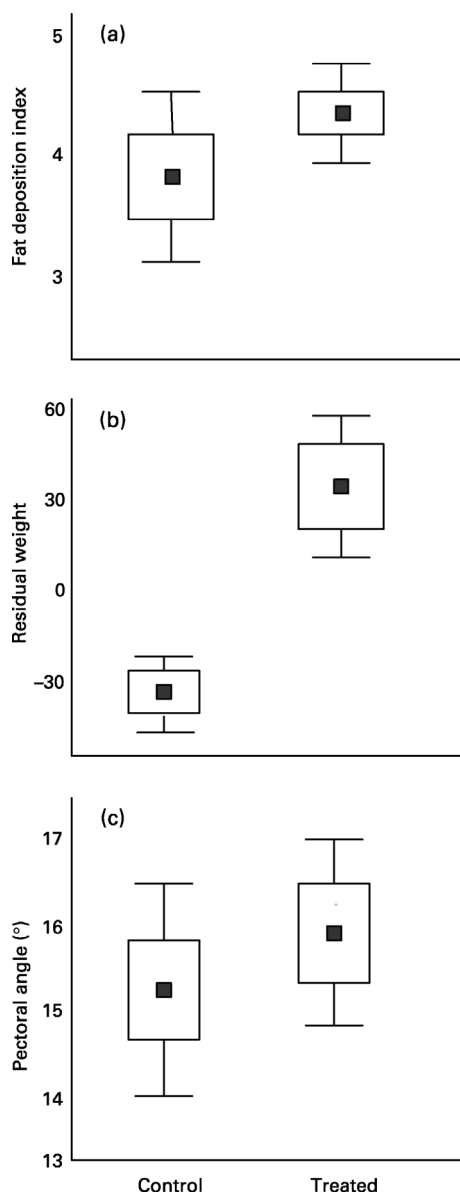 (a)
Fat deposition index
5
4
3
(b)
Residual weight
60
30
0
–30
(c)
Pectoral angle (°)
17
16
15
14
13
Control Treated